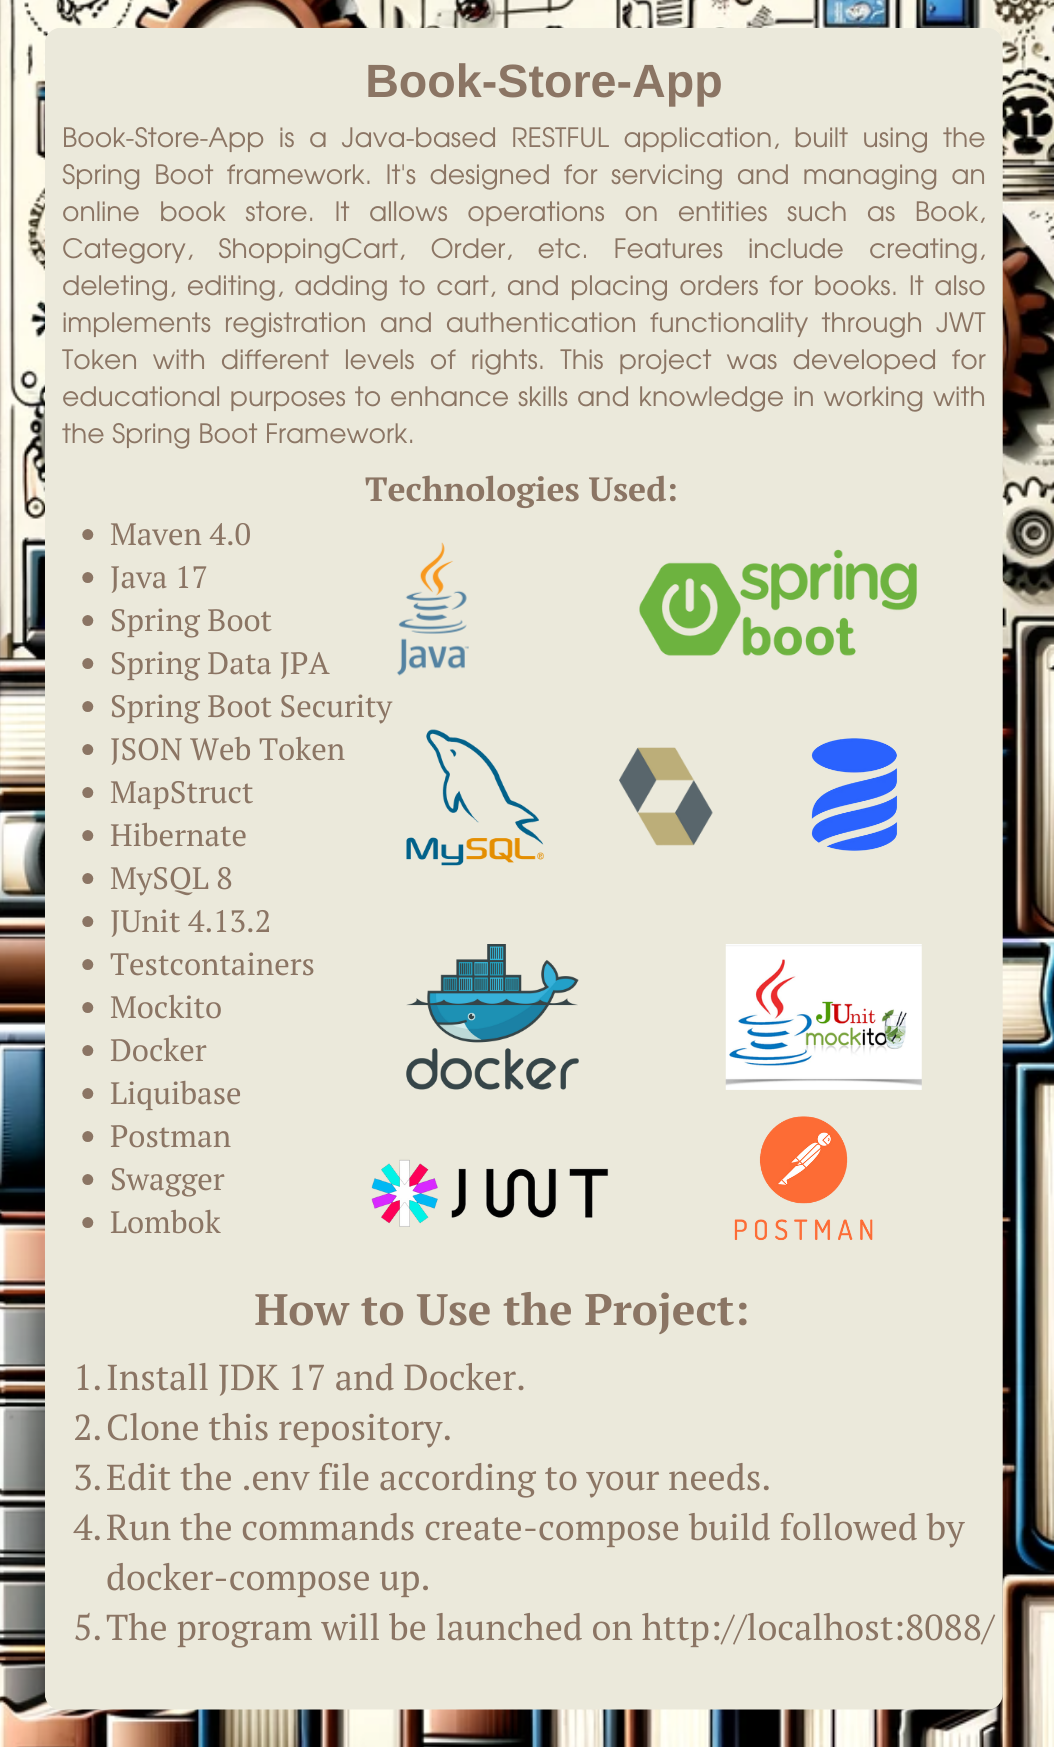 Book-Store-App
Book-Store-App is a Java-based RESTFUL application, built using the
Spring Boot framework. It's designed for servicing and managing an
online book store. It allows operations on entities such as Book,
Category, ShoppingCart, Order, etc. Features include creating,
deleting, editing, adding to cart, and placing orders for books. It also
implements registration and authentication functionality through JWT
Token with different levels of rights. This project was developed for
educational purposes to enhance skills and knowledge in working with
the Spring Boot Framework.
Technologies Used:
• Maven 4.0
• Java 17
• Spring Boot
• Spring Data JPA
• Spring Boot Security
• JSON Web Token
• MapStruct
• Hibernate
• MySQL 8
• JUnit 4.13.2
• Testcontainers
• Mockito
• Docker
• Liquibase
• Postman
• Swagger
• Lombok
Java
spring
boot
MySQL®
docker
JUnit
mockito
JWT
POSTMAN
How to Use the Project:
1. Install JDK 17 and Docker.
2. Clone this repository.
3. Edit the .env file according to your needs.
4. Run the commands create-compose build followed by
docker-compose up.
5. The program will be launched on http://localhost:8088/